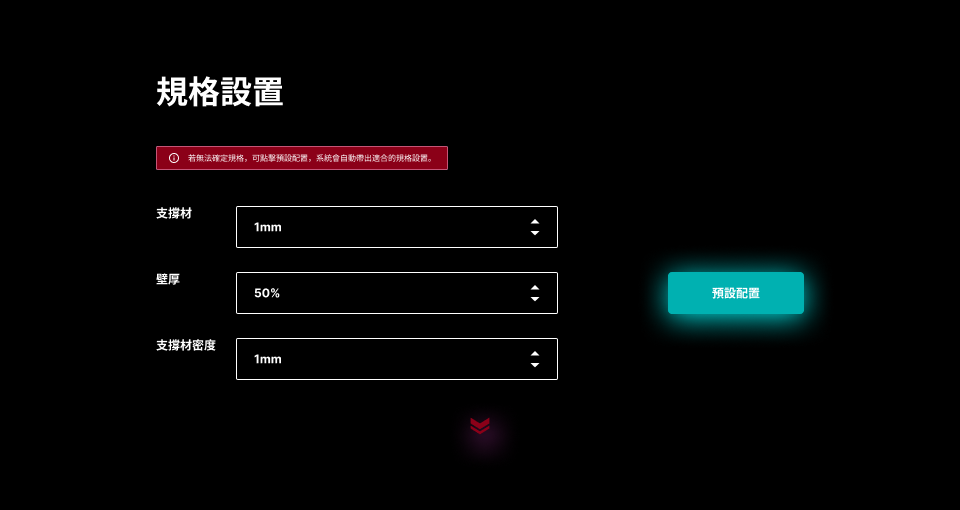 規格設置
若無法確定規格，可點擊預設配置，系統會自動帶出適合的規格設置。
支撐材
1mm
壁厚
50%
預設配置
支撐材密度
1mm